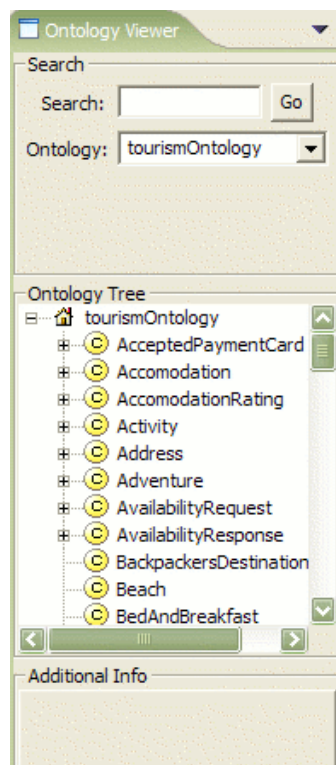 Ontology Viewer
Search
Search:
Go
Ontology: tourismOntology
Ontology Tree
tourismOntology
C AcceptedPaymentCard
C Accomodation
C AccomodationRating
C Activity
C Address
C Adventure
C AvailabilityRequest
C AvailabilityResponse
C BackpackersDestination
C Beach
C BedAndBreakfast
Additional Info